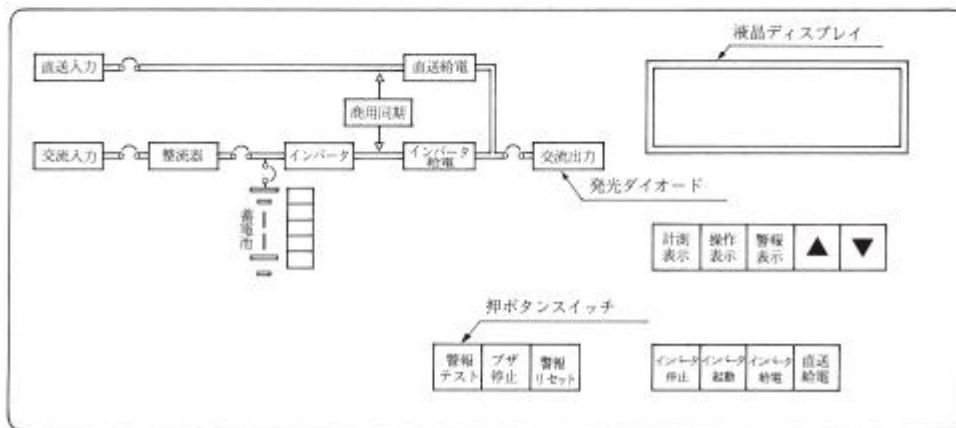 液晶ディスプレイ
直送入力
直送給電
商用同期
交流入力
整流器
インバータ
インバータ
給電
交流出力
発光ダイオード
蓄電池
計測
表示
操作
表示
警報
表示
▲
▼
押ボタンスイッチ
警報
テスト
ブザ
停止
警報
リセット
インバータ
停止
インバータ
起動
インバータ
給電
直送
給電